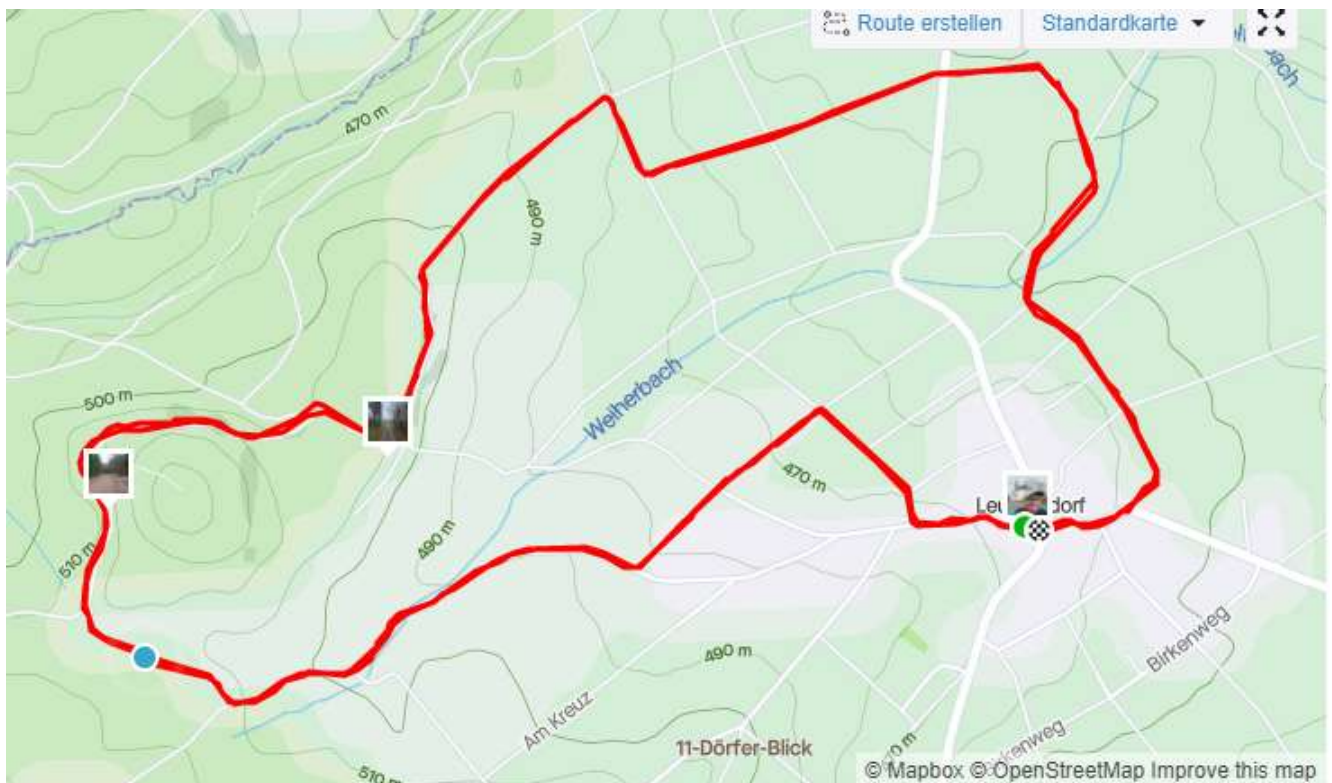 Route erstellen
Standardkarte
470 m
490 m
500 m
Weiherbach
470 m
490 m
510 m
490 m
Birkenweg
Am Kreuz
11-Dörfer-Blick
510 m
© Mapbox © OpenStreetMap Improve this map